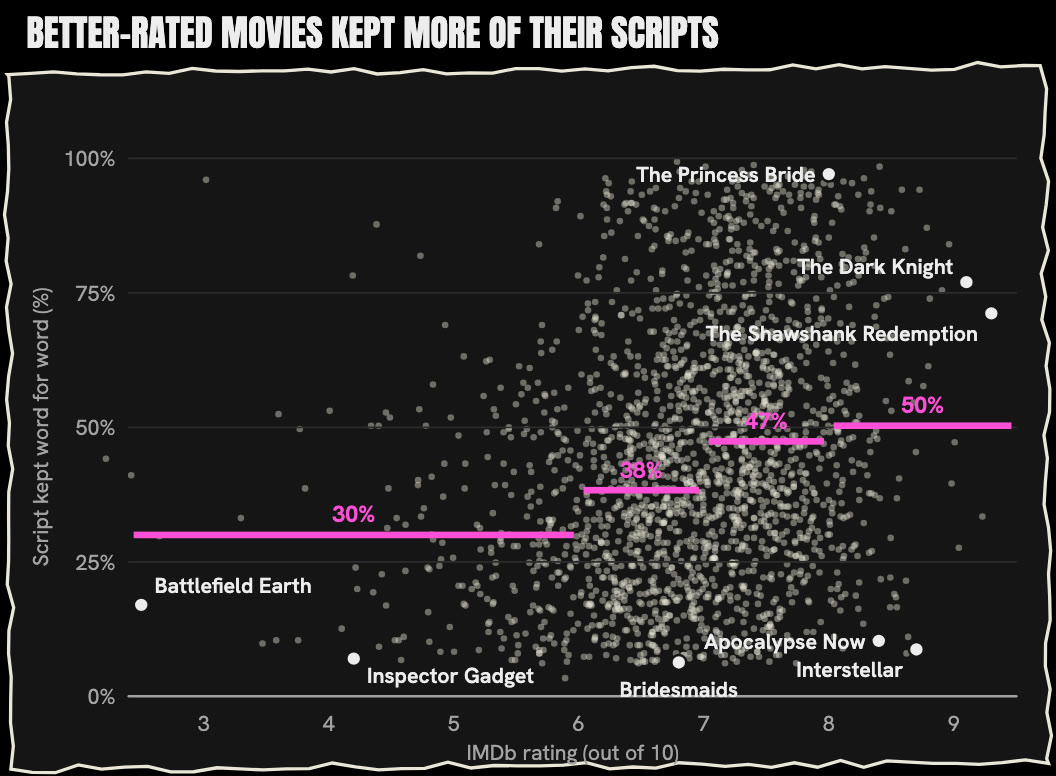 BETTER-RATED MOVIES KEPT MORE OF THEIR SCRIPTS
Script kept word for word (%)
100%
75%
50%
25%
0%
The Princess Bride
The Dark Knight
The Shawshank Redemption
50%
47%
38%
30%
Battlefield Earth
Apocalypse Now
Interstellar
Inspector Gadget
Bridesmaids
3 4 5 6 7 8 9
IMDb rating (out of 10)